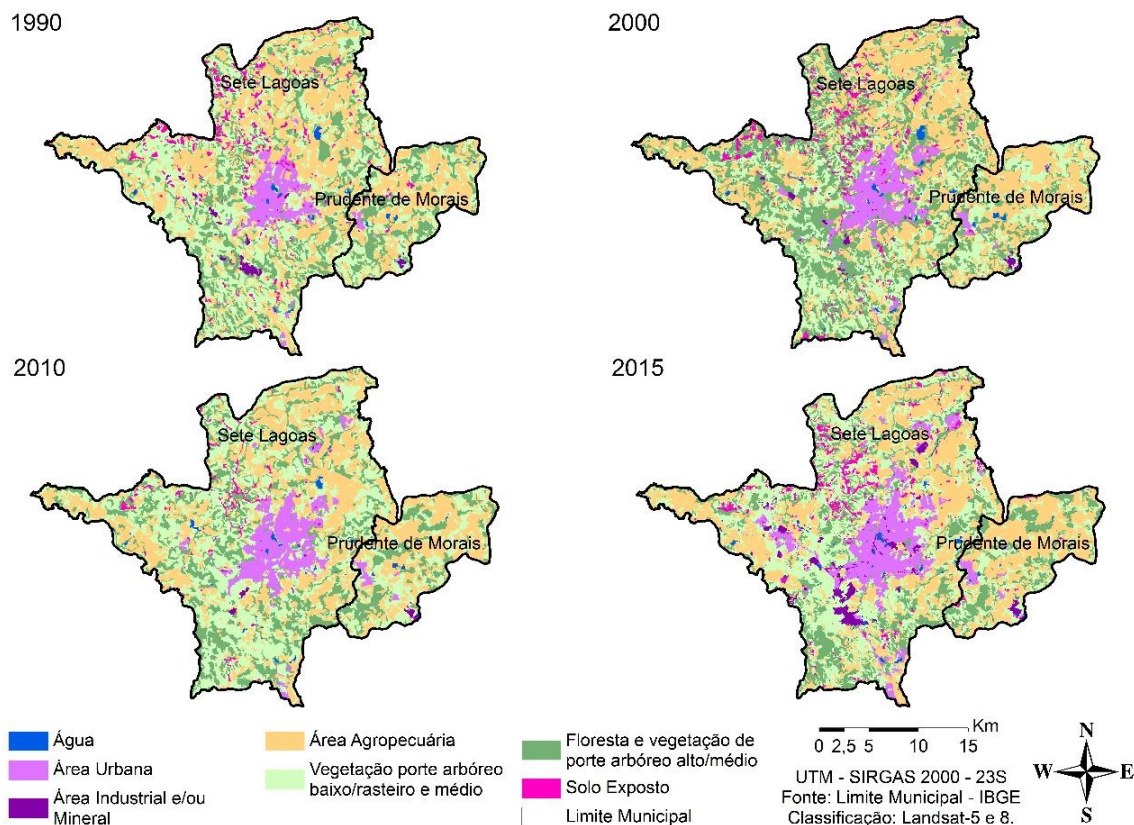 1990
2000
Sete Lagoas
Prudente de Morais
Sete Lagoas
Prudente de Morais
2010
2015
Sete Lagoas
Prudente de Morais
Sete Lagoas
Prudente de Morais
Água
Área Urbana
Área Industrial e/ou
Mineral
Área Agropecuária
Vegetação porte arbóreo
baixo/rasteiro e médio
Floresta e vegetação de
porte arbóreo alto/médio
Solo Exposto
Limite Municipal
Km
0 2,5 5 10 15
UTM - SIRGAS 2000 - 23S
Fonte: Limite Municipal - IBGE
Classificação: Landsat-5 e 8.
N
W E
S